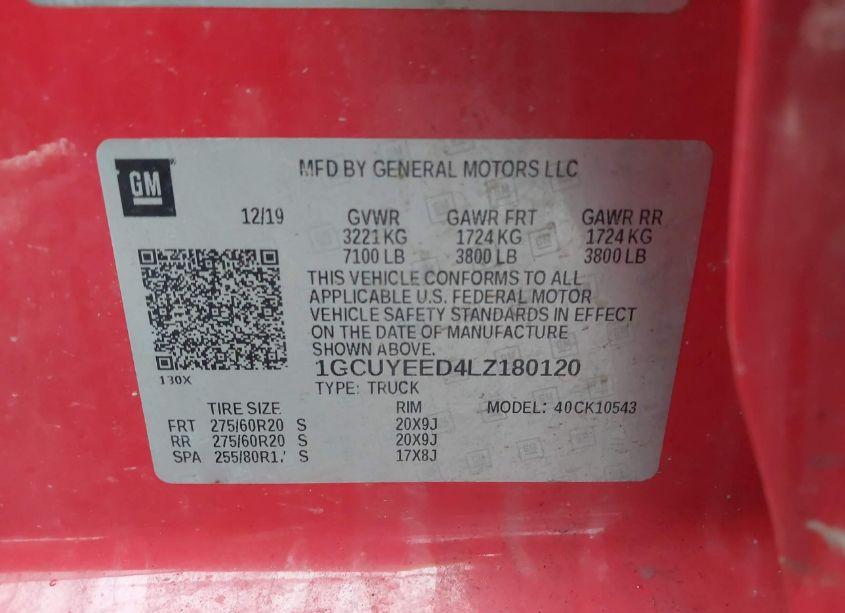 GM
MFD BY GENERAL MOTORS LLC
12/19 GVWR GAWR FRT GAWR RR
3221 KG 1724 KG 1724 KG
7100 LB 3800 LB 3800 LB
THIS VEHICLE CONFORMS TO ALL
APPLICABLE U.S. FEDERAL MOTOR
VEHICLE SAFETY STANDARDS IN EFFECT
ON THE DATE OF MANUFACTURE
SHOWN ABOVE.
1GCUYEED4LZ180120
130X
TYPE: TRUCK
TIRE SIZE RIM MODEL: 40CK10543
FRT 275/60R20 S 20X9J
RR 275/60R20 S 20X9J
SPA S 17X8J